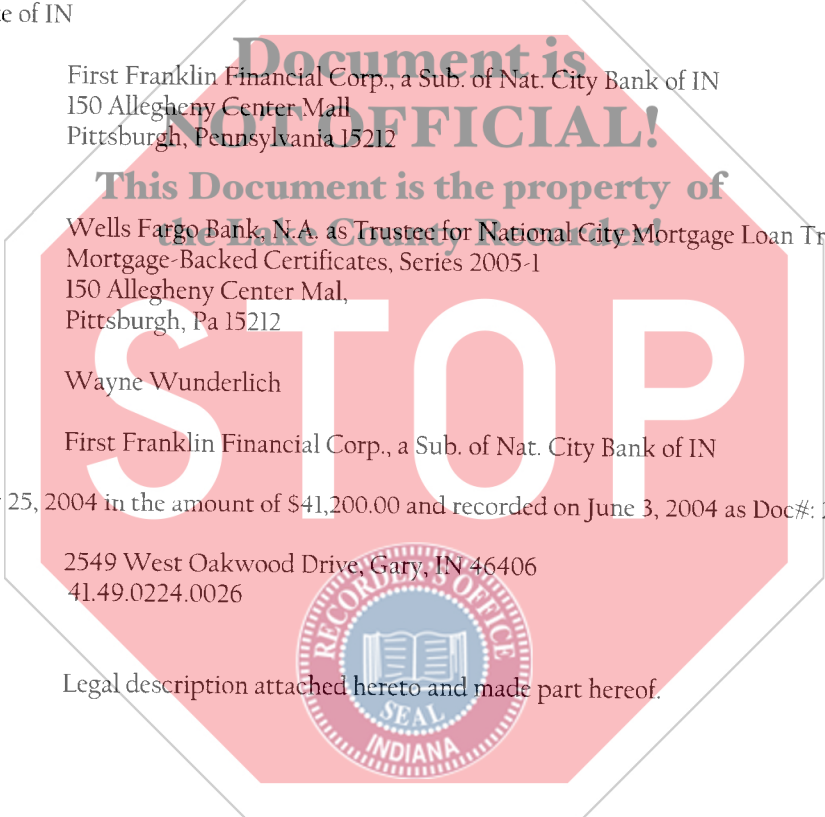 e of IN
Document is
First Franklin Financial Corp., a Sub. of Nat. City Bank of IN
150 Allegheny Center Mall
NOT OFFICIAL!
Pittsburgh, Pennsylvania 15212
This Document is the property of
the Lake County Recorder!
Wells Fargo Bank, N.A. as Trustee for National City Mortgage Loan Tr
Mortgage-Backed Certificates, Series 2005-1
150 Allegheny Center Mal,
Pittsburgh, Pa 15212
STOP
Wayne Wunderlich
First Franklin Financial Corp., a Sub. of Nat. City Bank of IN
25, 2004 in the amount of $41,200.00 and recorded on June 3, 2004 as Doc#:
2549 West Oakwood Drive, Gary, IN 46406
41.49.0224.0026
RECORDER'S OFFICE
Legal description attached hereto and made part hereof.
SEAL
INDIANA